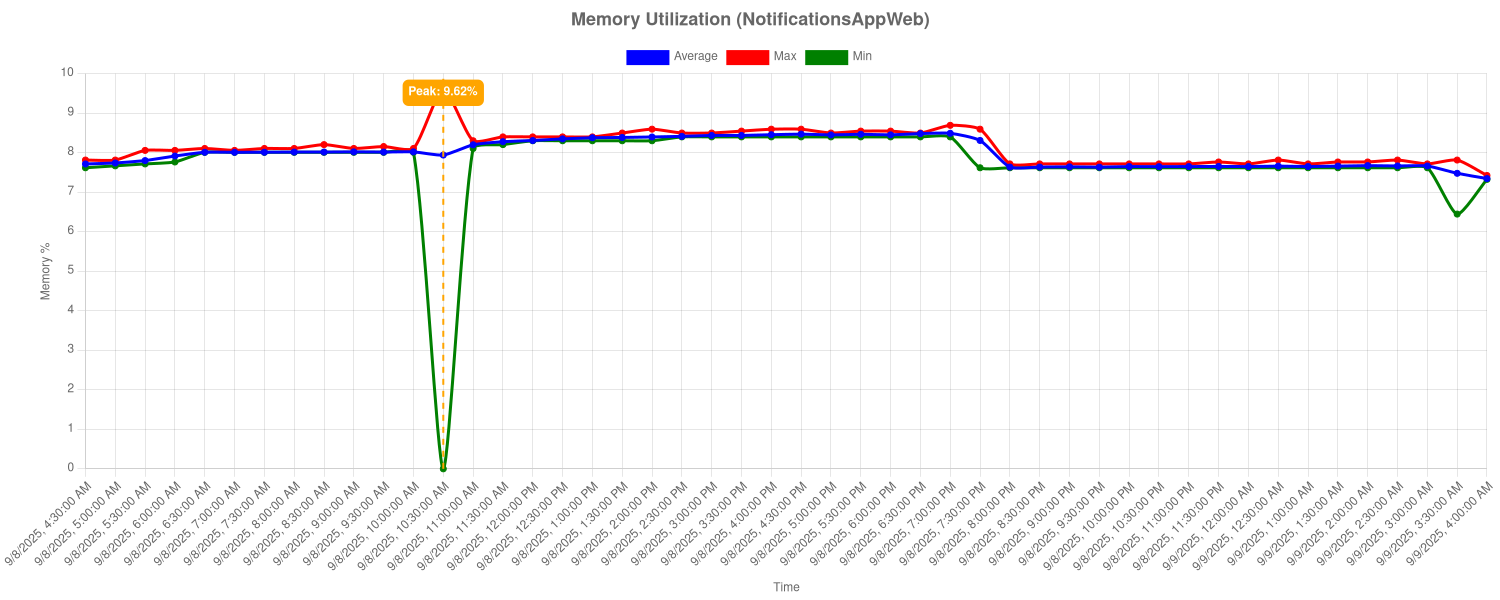 Memory Utilization (NotificationsAppWeb)
Average Max Min
Peak: 9.62%
10
9
8
7
6
5
4
3
2
1
0
Memory %
9/8/2025, 4:30:00 AM
9/8/2025, 5:00:00 AM
9/8/2025, 5:30:00 AM
9/8/2025, 6:00:00 AM
9/8/2025, 6:30:00 AM
9/8/2025, 7:00:00 AM
9/8/2025, 7:30:00 AM
9/8/2025, 8:00:00 AM
9/8/2025, 8:30:00 AM
9/8/2025, 9:00:00 AM
9/8/2025, 9:30:00 AM
9/8/2025, 10:00:00 AM
9/8/2025, 10:30:00 AM
9/8/2025, 11:00:00 AM
9/8/2025, 11:30:00 AM
9/8/2025, 12:00:00 PM
9/8/2025, 12:30:00 PM
9/8/2025, 1:00:00 PM
9/8/2025, 1:30:00 PM
9/8/2025, 2:00:00 PM
9/8/2025, 2:30:00 PM
9/8/2025, 3:00:00 PM
9/8/2025, 3:30:00 PM
9/8/2025, 4:00:00 PM
9/8/2025, 4:30:00 PM
9/8/2025, 5:00:00 PM
9/8/2025, 5:30:00 PM
9/8/2025, 6:00:00 PM
9/8/2025, 6:30:00 PM
9/8/2025, 7:00:00 PM
9/8/2025, 7:30:00 PM
9/8/2025, 8:00:00 PM
9/8/2025, 8:30:00 PM
9/8/2025, 9:00:00 PM
9/8/2025, 9:30:00 PM
9/8/2025, 10:00:00 PM
9/8/2025, 10:30:00 PM
9/8/2025, 11:00:00 PM
9/8/2025, 11:30:00 PM
9/9/2025, 12:00:00 AM
9/9/2025, 12:30:00 AM
9/9/2025, 1:00:00 AM
9/9/2025, 1:30:00 AM
9/9/2025, 2:00:00 AM
9/9/2025, 2:30:00 AM
9/9/2025, 3:00:00 AM
9/9/2025, 3:30:00 AM
9/9/2025, 4:00:00 AM
Time